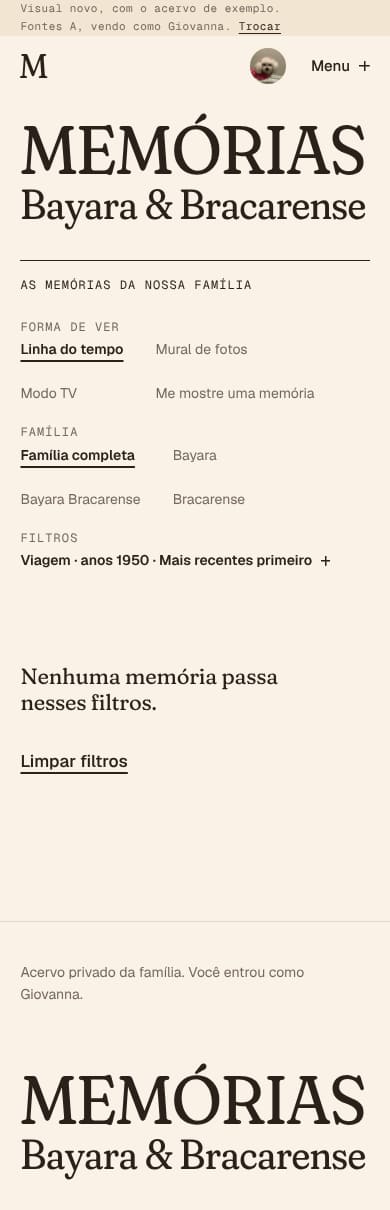 Visual novo, com o acervo de exemplo.
Fontes A, vendo como Giovanna. Trocar
M
Menu +
MEMÓRIAS
Bayara & Bracarense
AS MEMÓRIAS DA NOSSA FAMÍLIA
FORMA DE VER
Linha do tempo Mural de fotos
Modo TV Me mostre uma memória
FAMÍLIA
Família completa Bayara
Bayara Bracarense Bracarense
FILTROS
Viagem · anos 1950 · Mais recentes primeiro +
Nenhuma memória passa
nesses filtros.
Limpar filtros
Acervo privado da família. Você entrou como
Giovanna.
MEMÓRIAS
Bayara & Bracarense